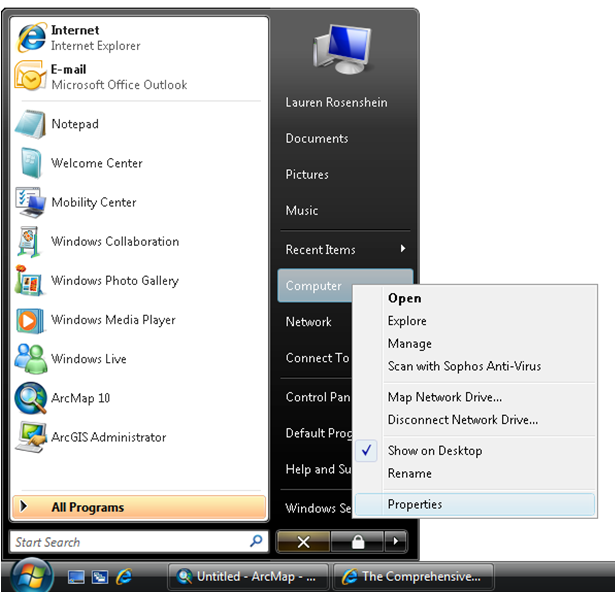 Internet
Internet Explorer
E-mail
Microsoft Office Outlook
Notepad
Welcome Center
Mobility Center
Windows Collaboration
Windows Photo Gallery
Windows Media Player
Windows Live
ArcMap 10
ArcGIS Administrator
All Programs
Start Search
Lauren Rosenshein
Documents
Pictures
Music
Recent Items
Computer
Network
Connect To
Control Pan
Default Prog
Help and Su
Windows Se
Open
Explore
Manage
Scan with Sophos Anti-Virus
Map Network Drive...
Disconnect Network Drive...
Show on Desktop
Rename
Properties
Untitled - ArcMap - ...
The Comprehensive...